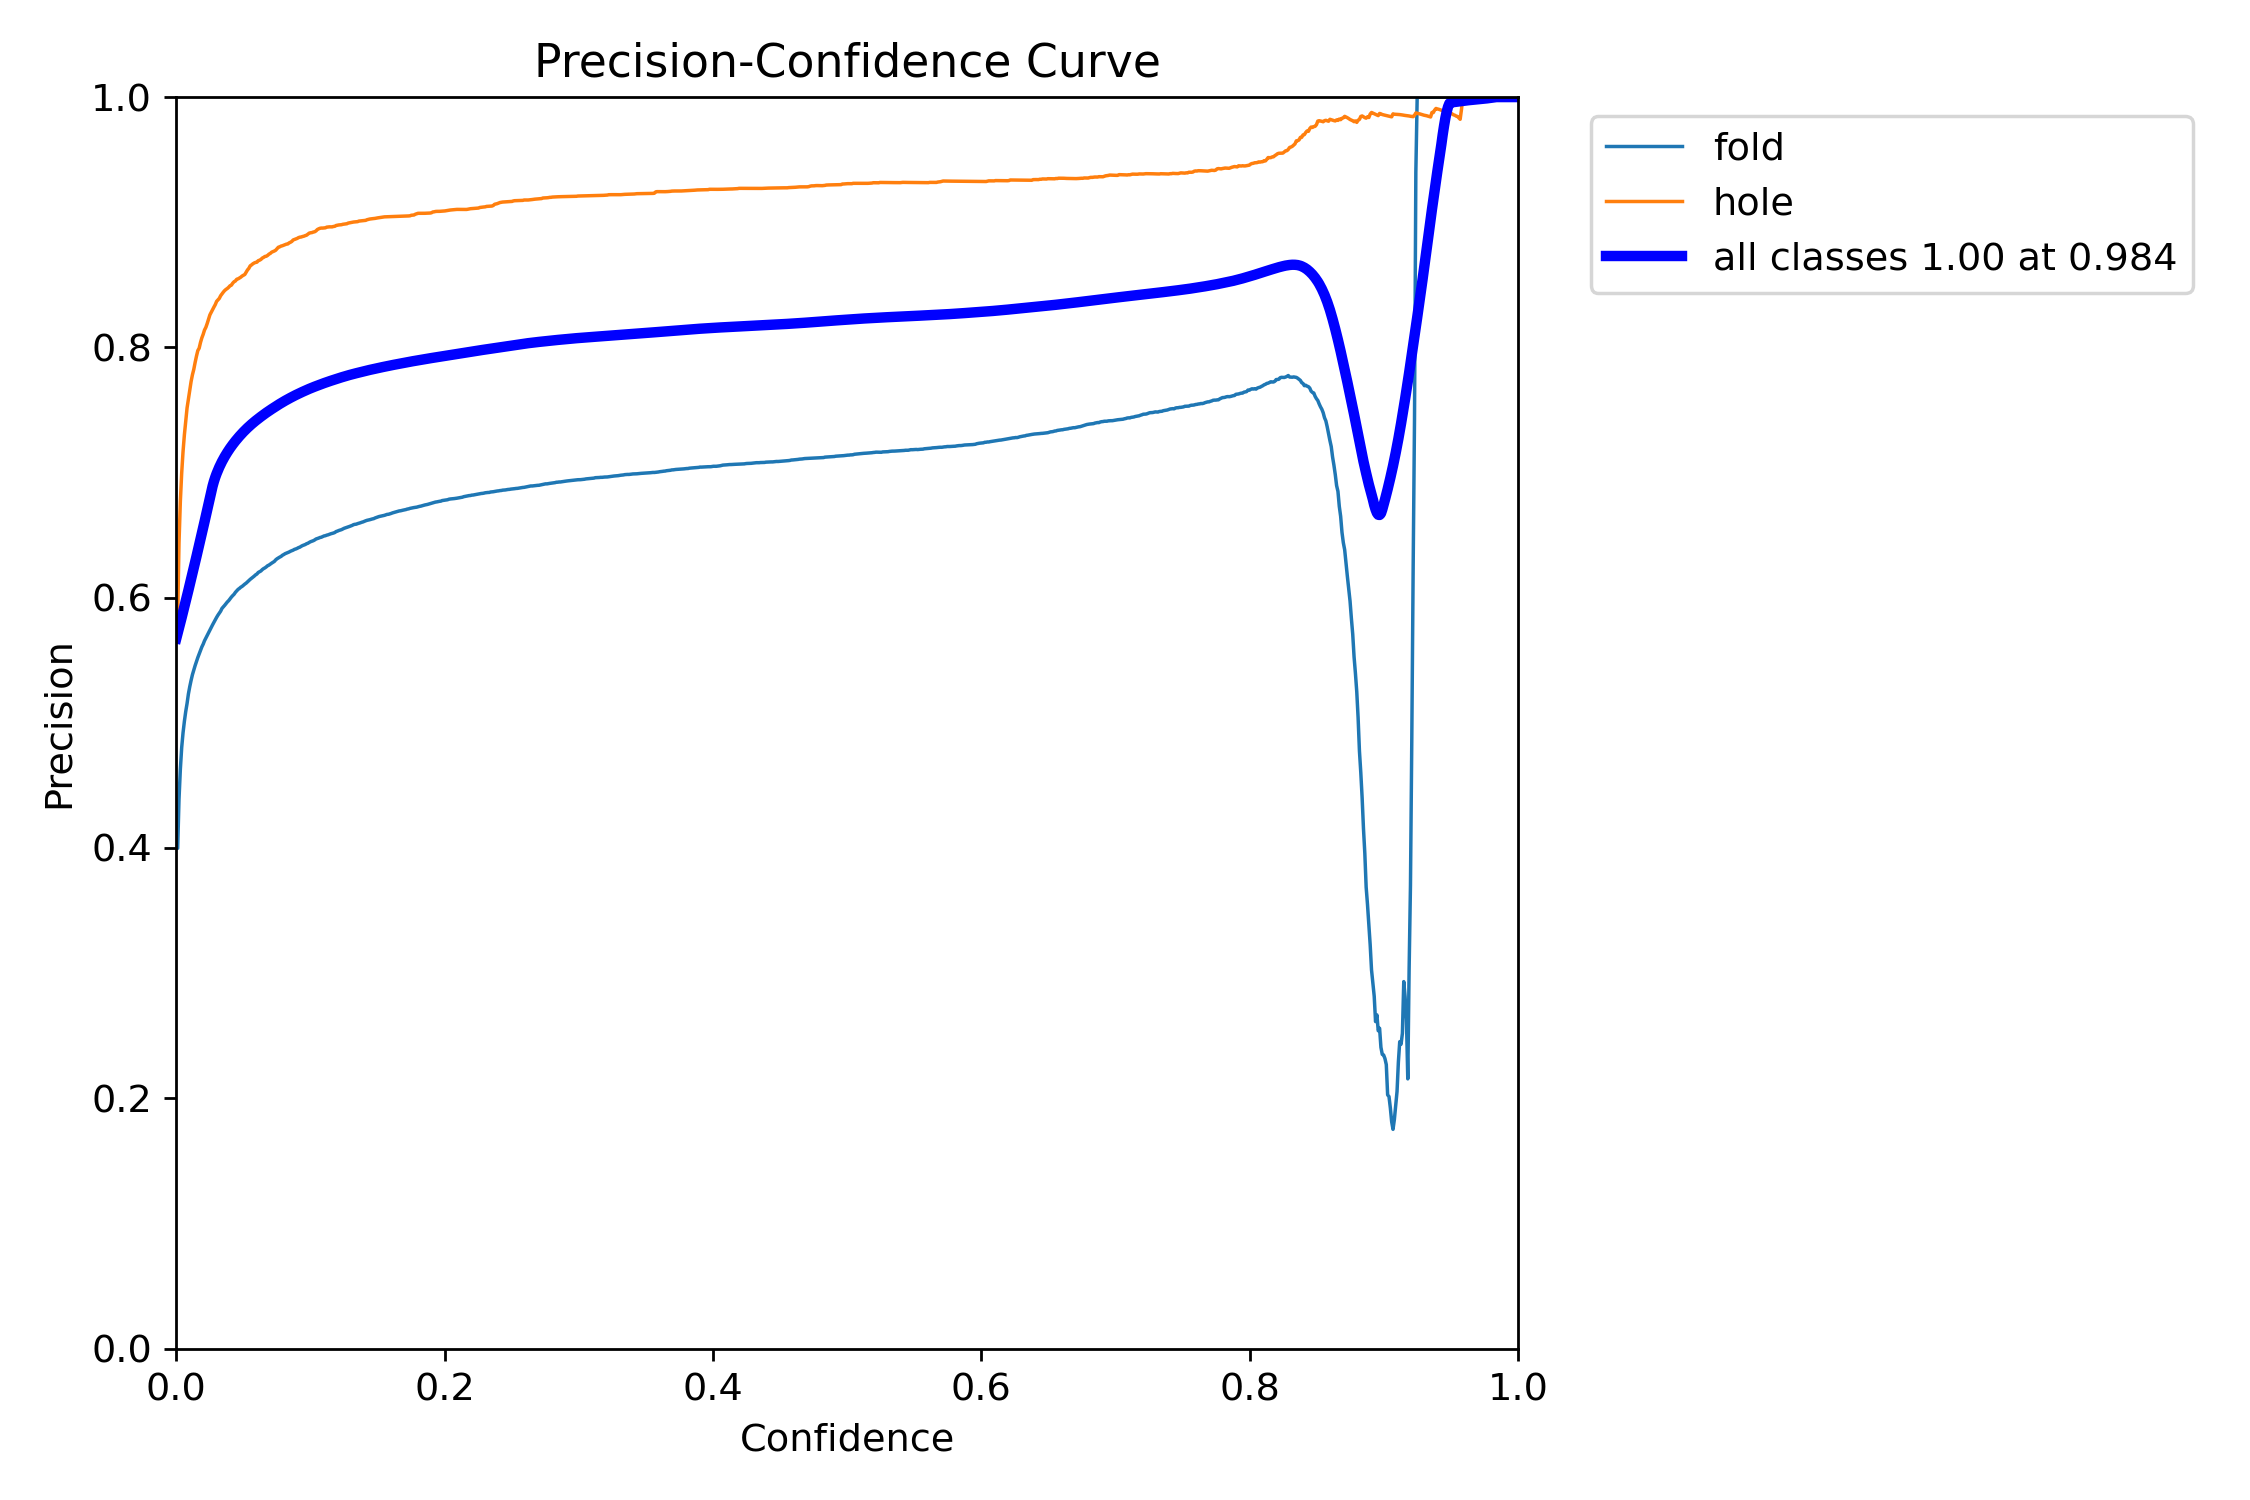 Precision-Confidence Curve
1.0
0.8
0.6
0.4
0.2
0.0
Precision
0.0 0.2 0.4 0.6 0.8 1.0
Confidence
fold
hole
all classes 1.00 at 0.984